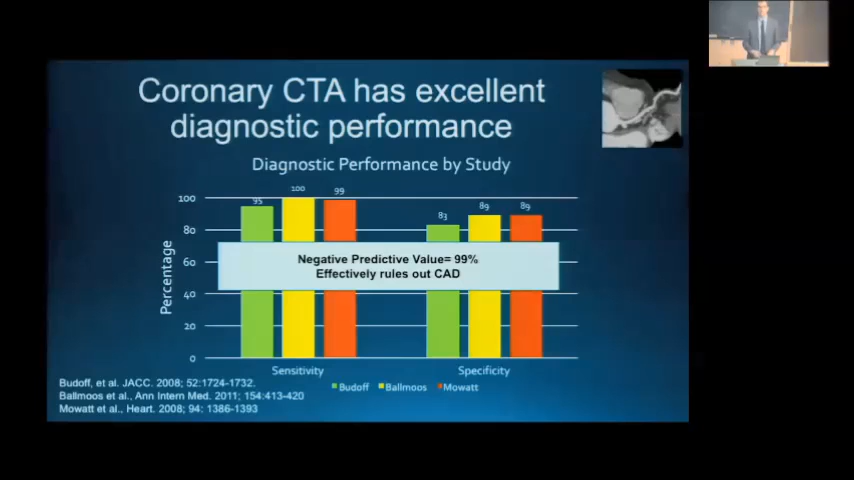 Coronary CTA has excellent
diagnostic performance
Diagnostic Performance by Study
Percentage
100
80
60
40
20
0
95
100
99
83
89
89
Negative Predictive Value= 99%
Effectively rules out CAD
Sensitivity
Specificity
Budoff
Ballmoos
Mowatt
Budoff, et al. JACC. 2008; 52:1724-1732.
Ballmoos et al., Ann Intern Med. 2011; 154:413-420
Mowatt et al., Heart. 2008; 94: 1386-1393